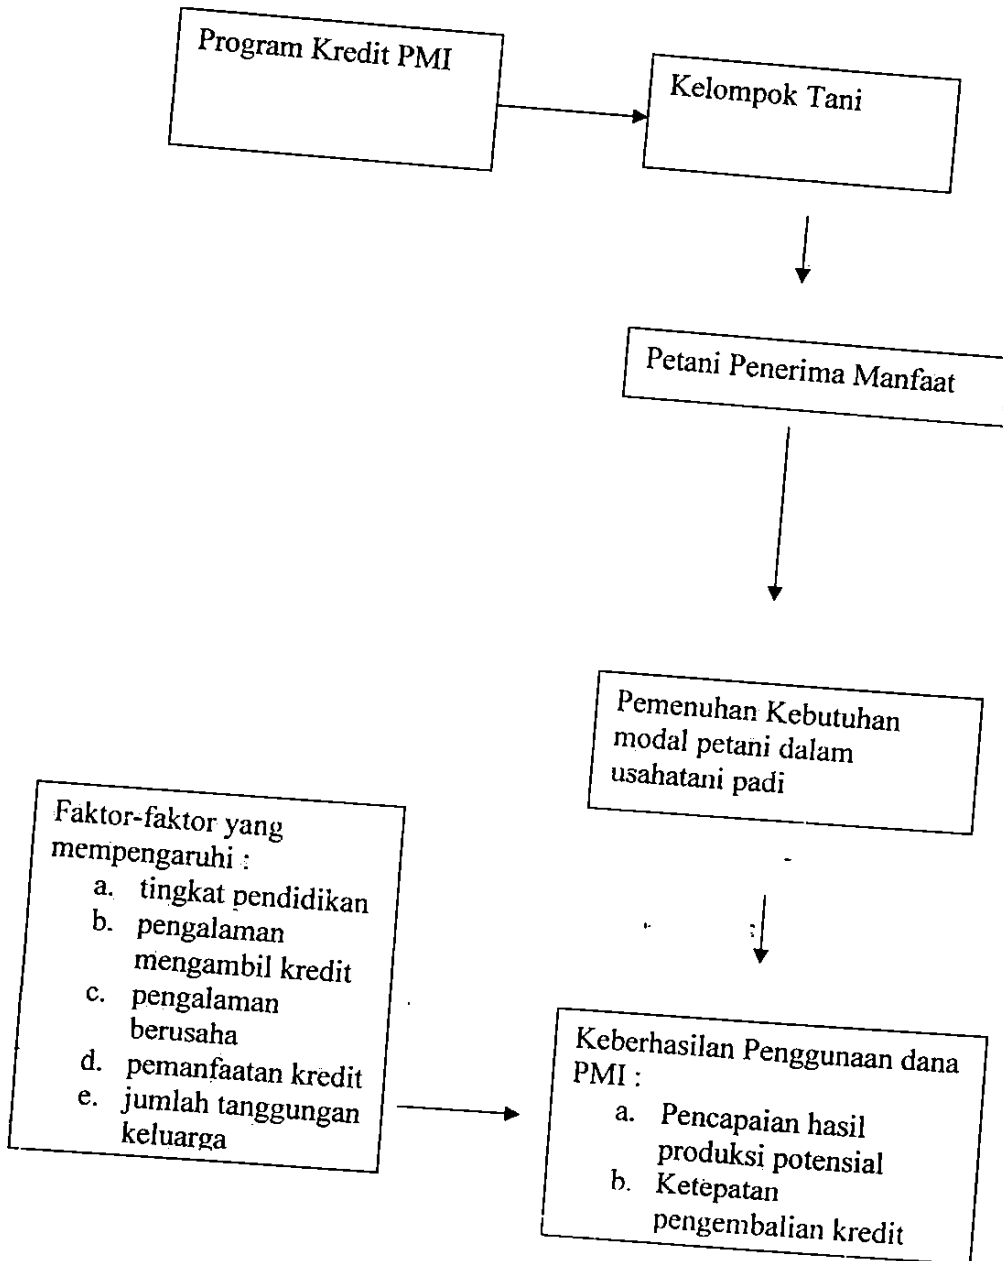 Program Kredit PMI
Kelompok Tani
Petani Penerima Manfaat
Pemenuhan Kebutuhan
modal petani dalam
usahatani padi
Faktor-faktor yang
mempengaruhi :
a. tingkat pendidikan
b. pengalaman
mengambil kredit
c. pengalaman
berusaha
d. pemanfaatan kredit
e. jumlah tanggungan
keluarga
Keberhasilan Penggunaan dana
PMI :
a. Pencapaian hasil
produksi potensial
b. Ketepatan
pengembalian kredit